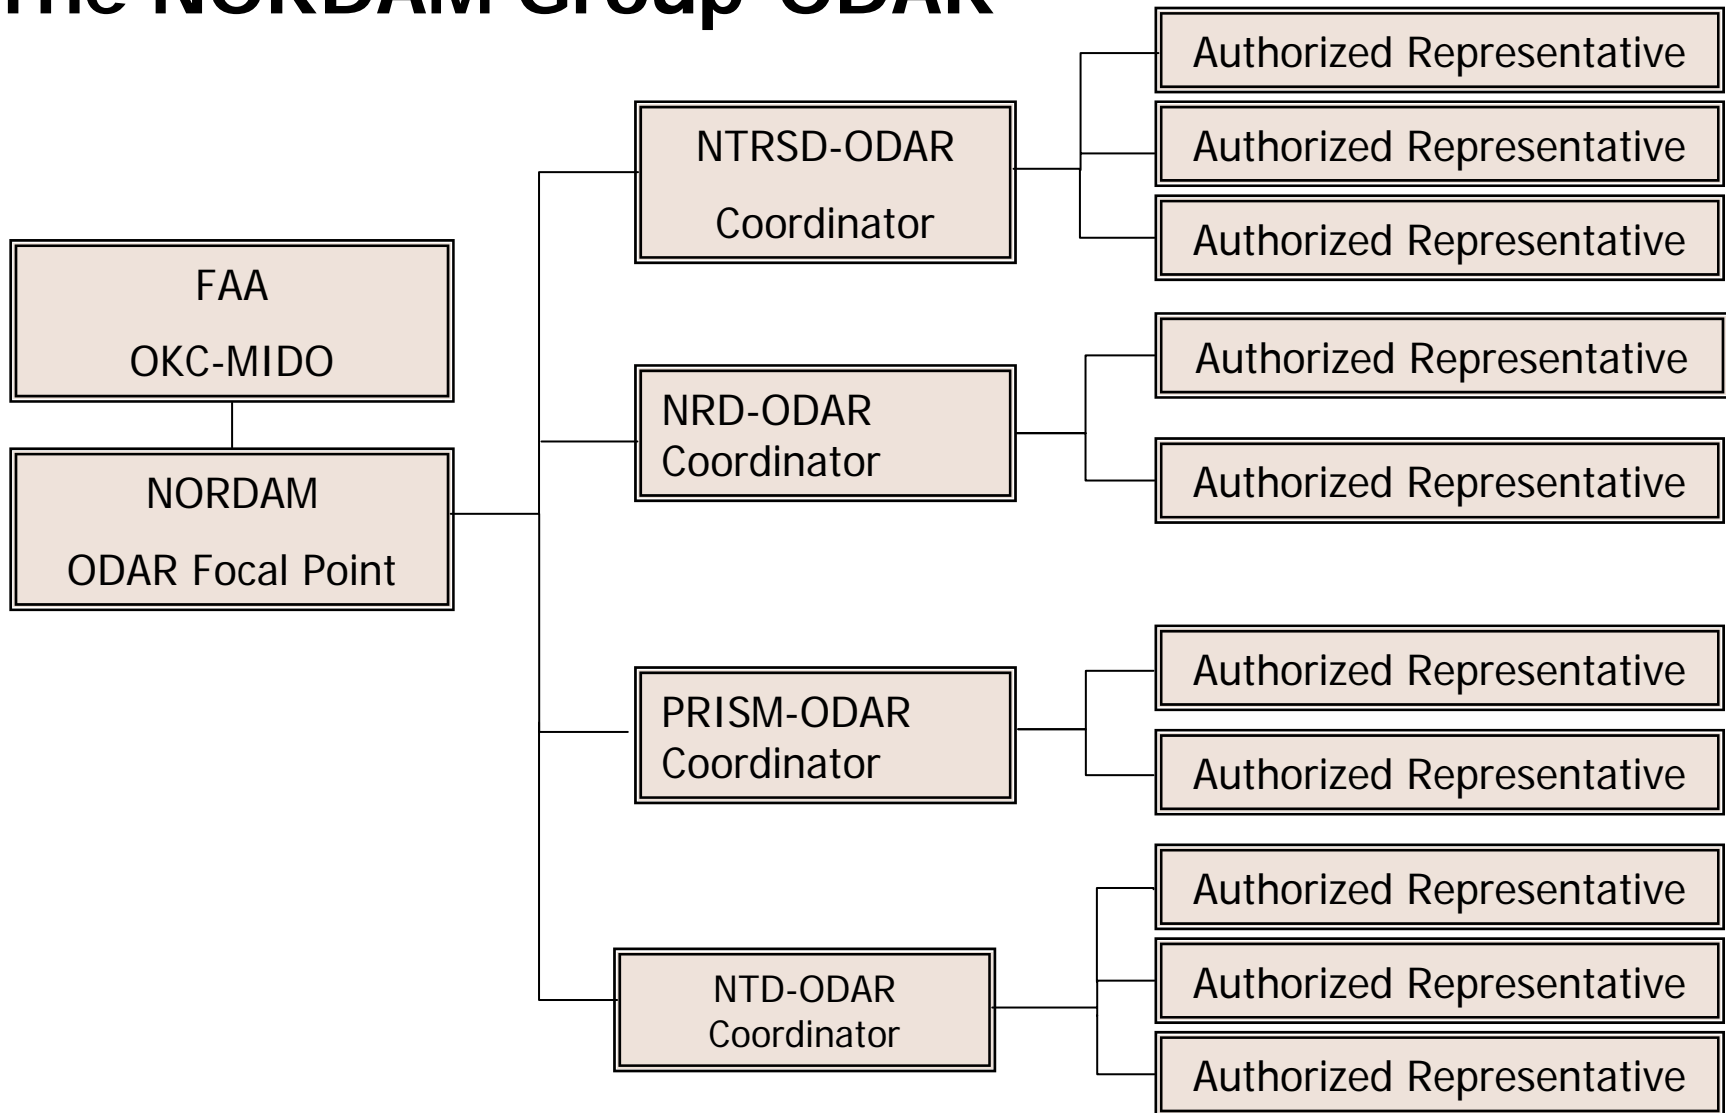 The NORDAM Group ODAR
FAA
OKC-MIDO
NORDAM
ODAR Focal Point
NTRSD-ODAR
Coordinator
Authorized Representative
Authorized Representative
Authorized Representative
NRD-ODAR
Coordinator
Authorized Representative
Authorized Representative
PRISM-ODAR
Coordinator
Authorized Representative
Authorized Representative
NTD-ODAR
Coordinator
Authorized Representative
Authorized Representative
Authorized Representative